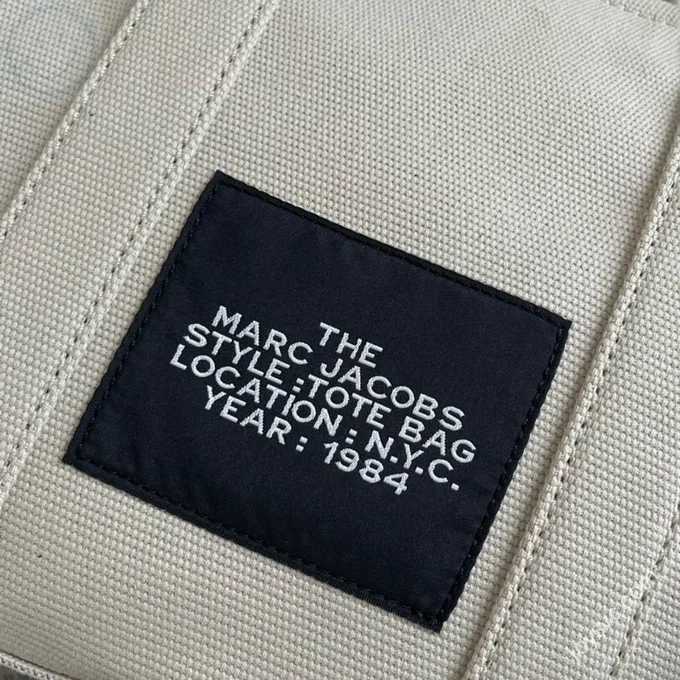 THE
MARC JACOBS
STYLE :TOTE BAG
LOCATION : N.Y.C.
YEAR : 1984